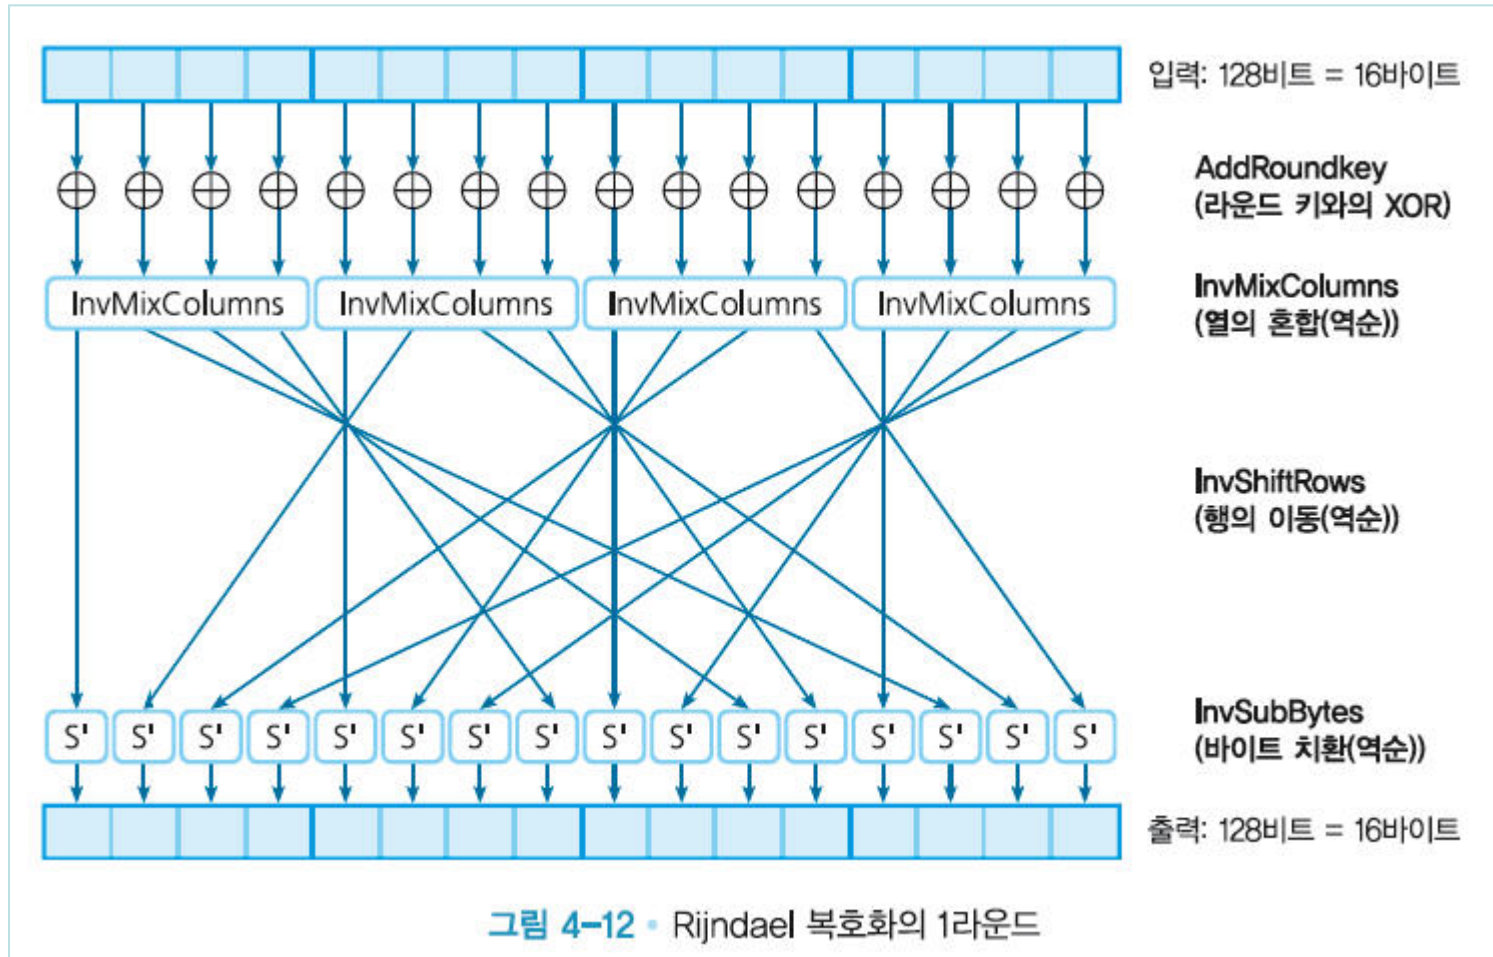 입력: 128비트 = 16바이트
AddRoundkey
(라운드 키와의 XOR)
InvMixColumns InvMixColumns InvMixColumns InvMixColumns
InvMixColumns
(열의 혼합(역순))
InvShiftRows
(행의 이동(역순))
S' S' S' S' S' S' S' S' S' S' S' S' S' S' S' S'
InvSubBytes
(바이트 치환(역순))
출력: 128비트 = 16바이트
그림 4-12 • Rijndael 복호화의 1라운드